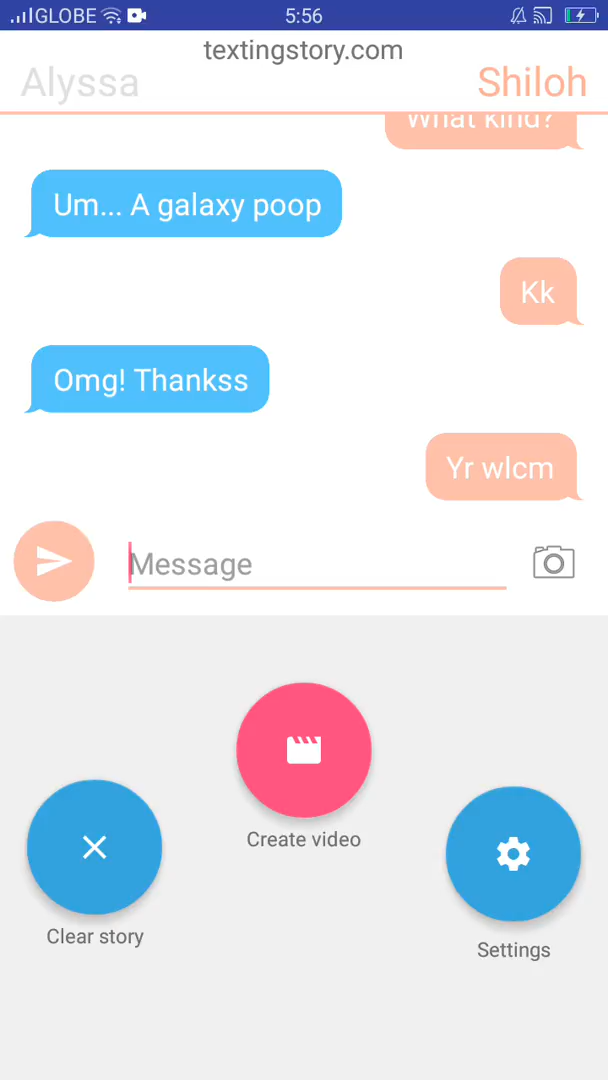 GLOBE 5:56
textingstory.com
Alyssa Shiloh
What kind?
Um... A galaxy poop
Kk
Omg! Thankss
Yr wlcm
Message
Create video
Clear story
Settings